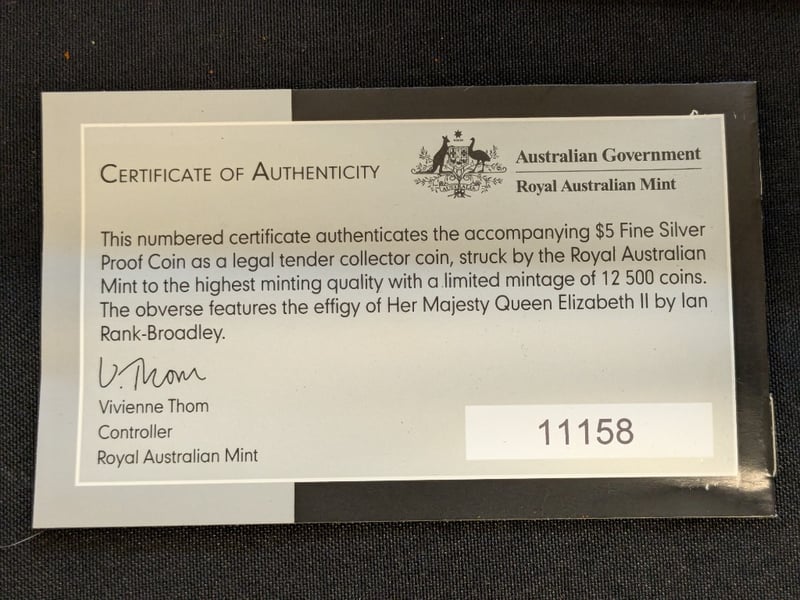 Certificate of Authenticity
Australian Government
Royal Australian Mint
This numbered certificate authenticates the accompanying $5 Fine Silver
Proof Coin as a legal tender collector coin, struck by the Royal Australian
Mint to the highest minting quality with a limited mintage of 12 500 coins.
The obverse features the effigy of Her Majesty Queen Elizabeth II by Ian
Rank-Broadley.
V. Thom
Vivienne Thom
Controller
Royal Australian Mint
11158